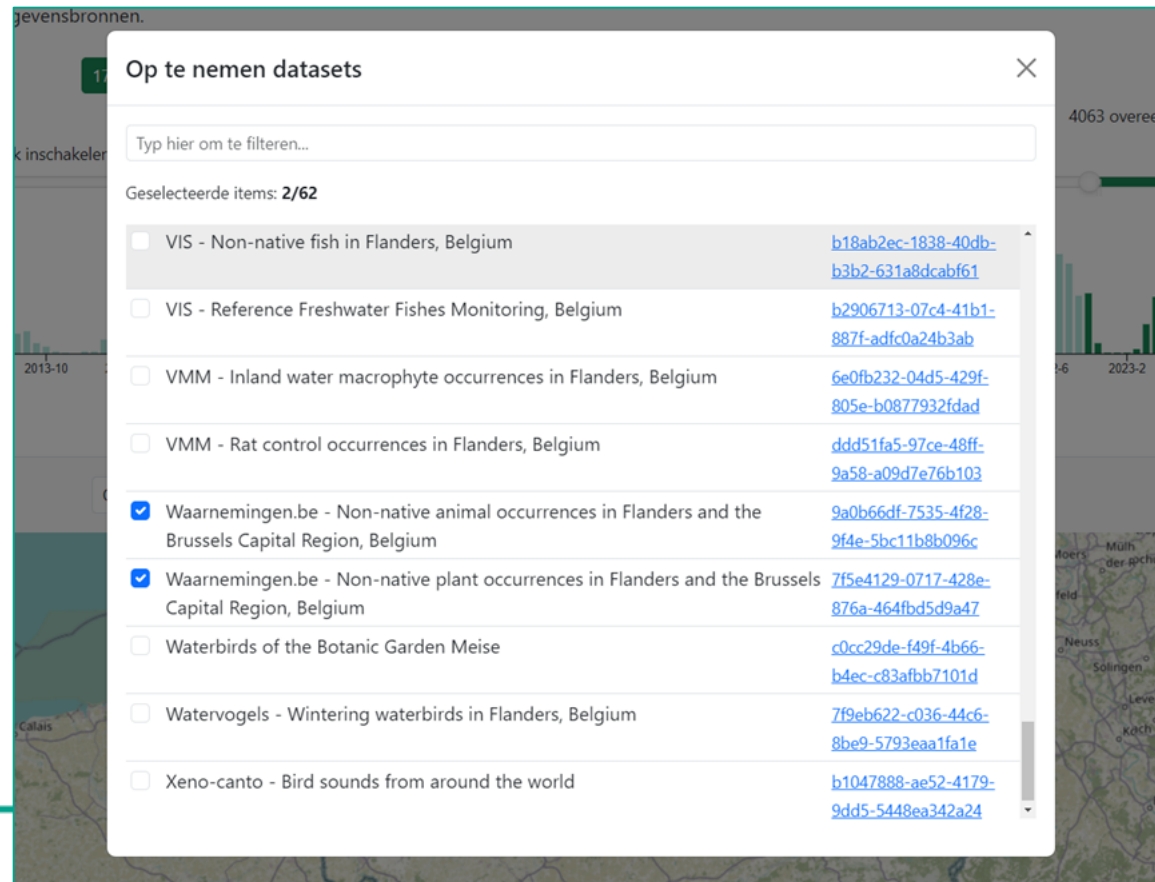 gevensbronnen.
17
Op te nemen datasets
4063 overee
Typ hier om te filteren...
k inschakelen
Geselecteerde items: 2/62
VIS - Non-native fish in Flanders, Belgium
b18ab2ec-1838-40db-
b3b2-631a8dcabf61
VIS - Reference Freshwater Fishes Monitoring, Belgium
b2906713-07c4-41b1-
887f-adfc0a24b3ab
2013-10
2-6
2023-2
VMM - Inland water macrophyte occurrences in Flanders, Belgium
6e0fb232-04d5-429f-
805e-b0877932fdad
VMM - Rat control occurrences in Flanders, Belgium
ddd51fa5-97ce-48ff-
9a58-a09d7e76b103
Waarnemingen.be - Non-native animal occurrences in Flanders and the
Brussels Capital Region, Belgium
9a0b66df-7535-4f28-
9f4e-5bc11b8b096c
Waarnemingen.be - Non-native plant occurrences in Flanders and the Brussels
Capital Region, Belgium
7f5e4129-0717-428e-
876a-464fbd5d9a47
Waterbirds of the Botanic Garden Meise
c0cc29de-f49f-4b66-
b4ec-c83afbb7101d
Watervogels - Wintering waterbirds in Flanders, Belgium
7f9eb622-c036-44c6-
8be9-5793eaa1fa1e
Xeno-canto - Bird sounds from around the world
b1047888-ae52-4179-
9dd5-5448ea342a24
Calais
Moers
Mülh
der R
feld
Neuss
Solingen
Leve